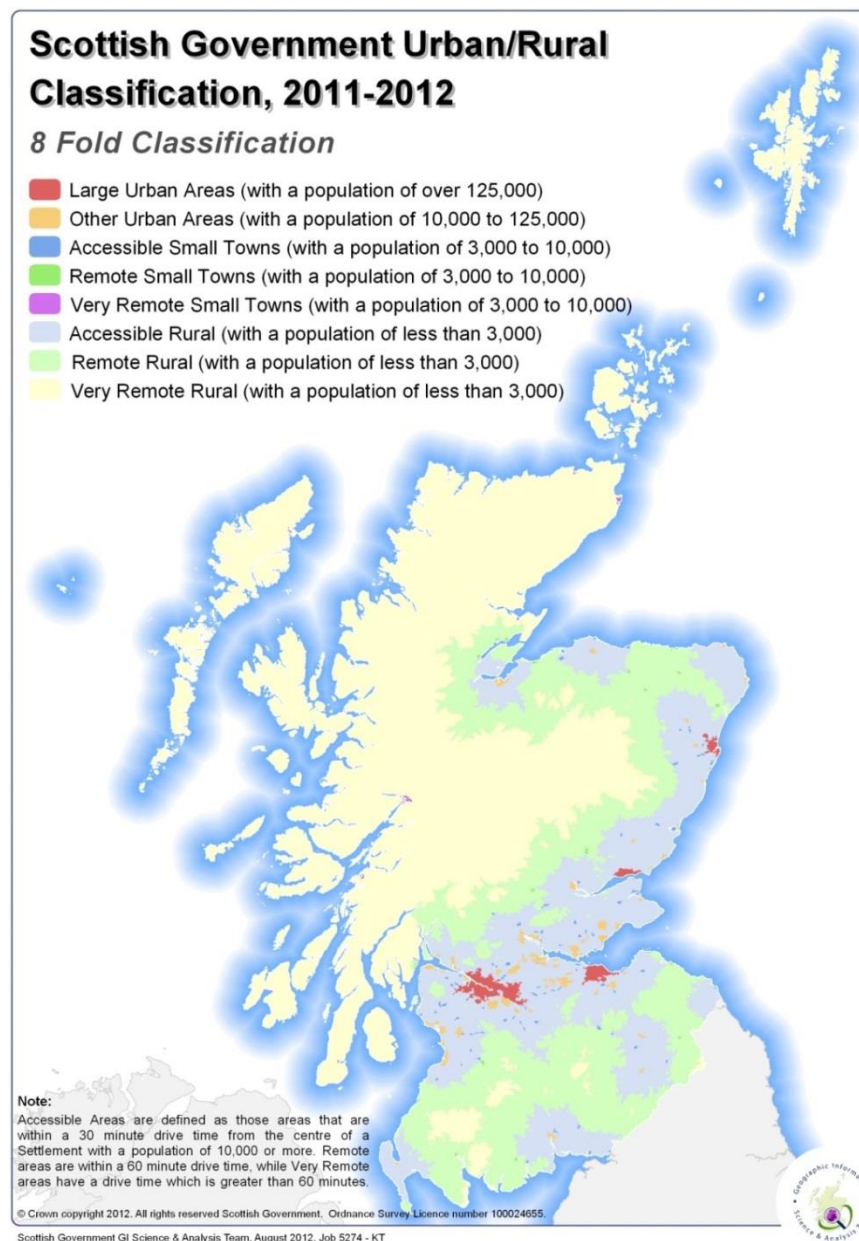 Scottish Government Urban/Rural
Classification, 2011-2012
8 Fold Classification
Large Urban Areas (with a population of over 125,000)
Other Urban Areas (with a population of 10,000 to 125,000)
Accessible Small Towns (with a population of 3,000 to 10,000)
Remote Small Towns (with a population of 3,000 to 10,000)
Very Remote Small Towns (with a population of 3,000 to 10,000)
Accessible Rural (with a population of less than 3,000)
Remote Rural (with a population of less than 3,000)
Very Remote Rural (with a population of less than 3,000)
Note:
Accessible Areas are defined as those areas that are
within a 30 minute drive time from the centre of a
Settlement with a population of 10,000 or more. Remote
areas are within a 60 minute drive time, while Very Remote
areas have a drive time which is greater than 60 minutes.
© Crown copyright 2012. All rights reserved Scottish Government. Ordnance Survey Licence number 100024655.
Scottish Government GI Science & Analysis Team, August 2012, Job 5274 - KT
Geographic
Science & Analysis